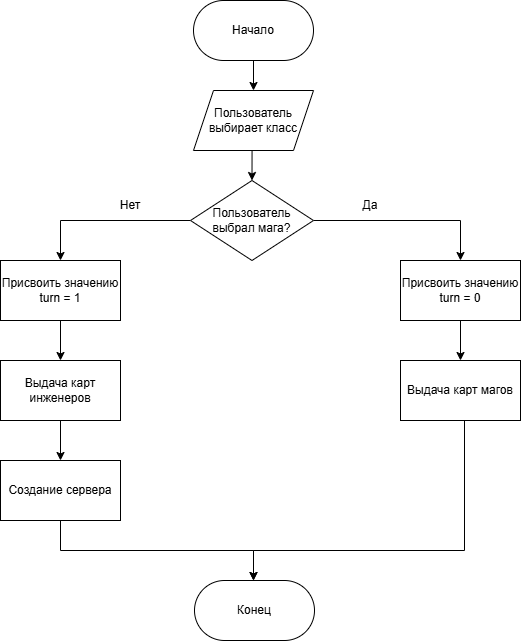 Начало
Пользователь
выбирает класс
Пользователь
выбрал мага?
Нет
Да
Присвоить значению
turn = 1
Присвоить значению
turn = 0
Выдача карт
инженеров
Выдача карт магов
Создание сервера
Конец